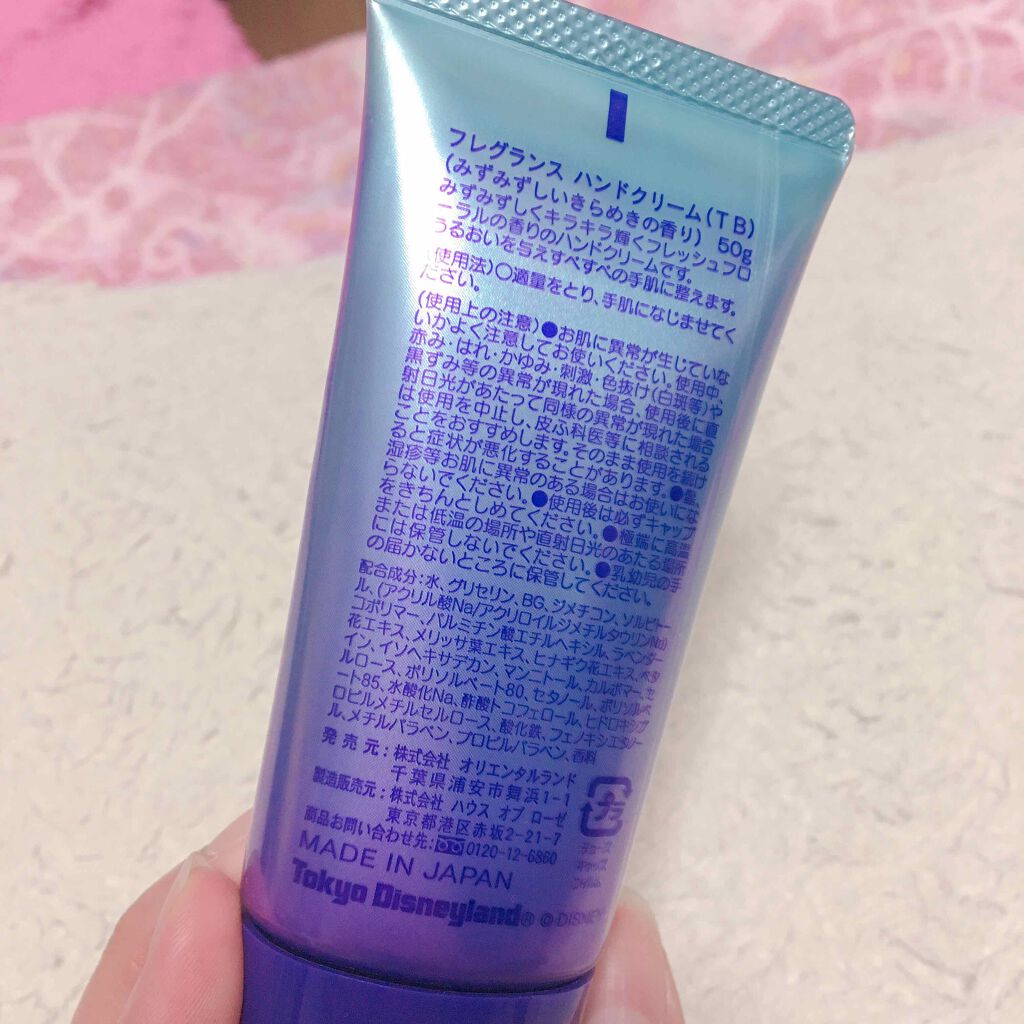 フレグランス ハンドクリーム(TB)
(みずみずしいきらめきの香り) 50g
みずみずしくキラキラ輝くフレッシュフロ
ーラルの香りのハンドクリームです。
うるおいを与えすべすべの手肌に整えます。
(使用法)○適量をとり、手肌になじませてく
ださい。
(使用上の注意)●お肌に異常が生じていな
いかよく注意してお使いください。使用中、
赤み・はれ・かゆみ・刺激・色抜け(白斑等)や
黒ずみ等の異常が現れた場合、使用後に直
射日光があたって同様の異常が現れた場合
は使用を中止し、皮ふ科医等に相談される
ことをおすすめします。そのまま使用を続け
ると症状が悪化することがあります。●傷、
湿疹等お肌に異常のある場合はお使いにな
らないでください。●使用後は必ずキャップ
をきちんとしめてください。●極端に高温
または低温の場所や直射日光のあたる場所
には保管しないでください。●乳幼児の手
の届かないところに保管してください。
配合成分:水、グリセリン、BG、ジメチコン、ソルビトー
ル、(アクリル酸Na/アクリロイルジメチルタウリンNa)
コポリマー、パルミチン酸エチルヘキシル、ラベンダー
花エキス、メリッサ葉エキス、ヒナギク花エキス、ベタ
イン、イソヘキサデカン、マンニトール、カルボマー、セ
ルロース、ポリソルベート80、セタノール、ポリソルベ
ート85、水酸化Na、酢酸トコフェロール、ヒドロキシプ
ロピルメチルセルロース、酸化鉄、フェノキシエタノー
ル、メチルパラベン、プロピルパラベン、香料
発 売 元:株式会社 オリエンタルランド
千葉県浦安市舞浜1-1
製造販売元:株式会社 ハウス オブ ローゼ
東京都港区赤坂2-21-7
商品お問い合わせ先: 0120-12-6860
プラ
チューブ
キャップ
フィルム
MADE IN JAPAN
Tokyo Disneyland® ©DISNEY